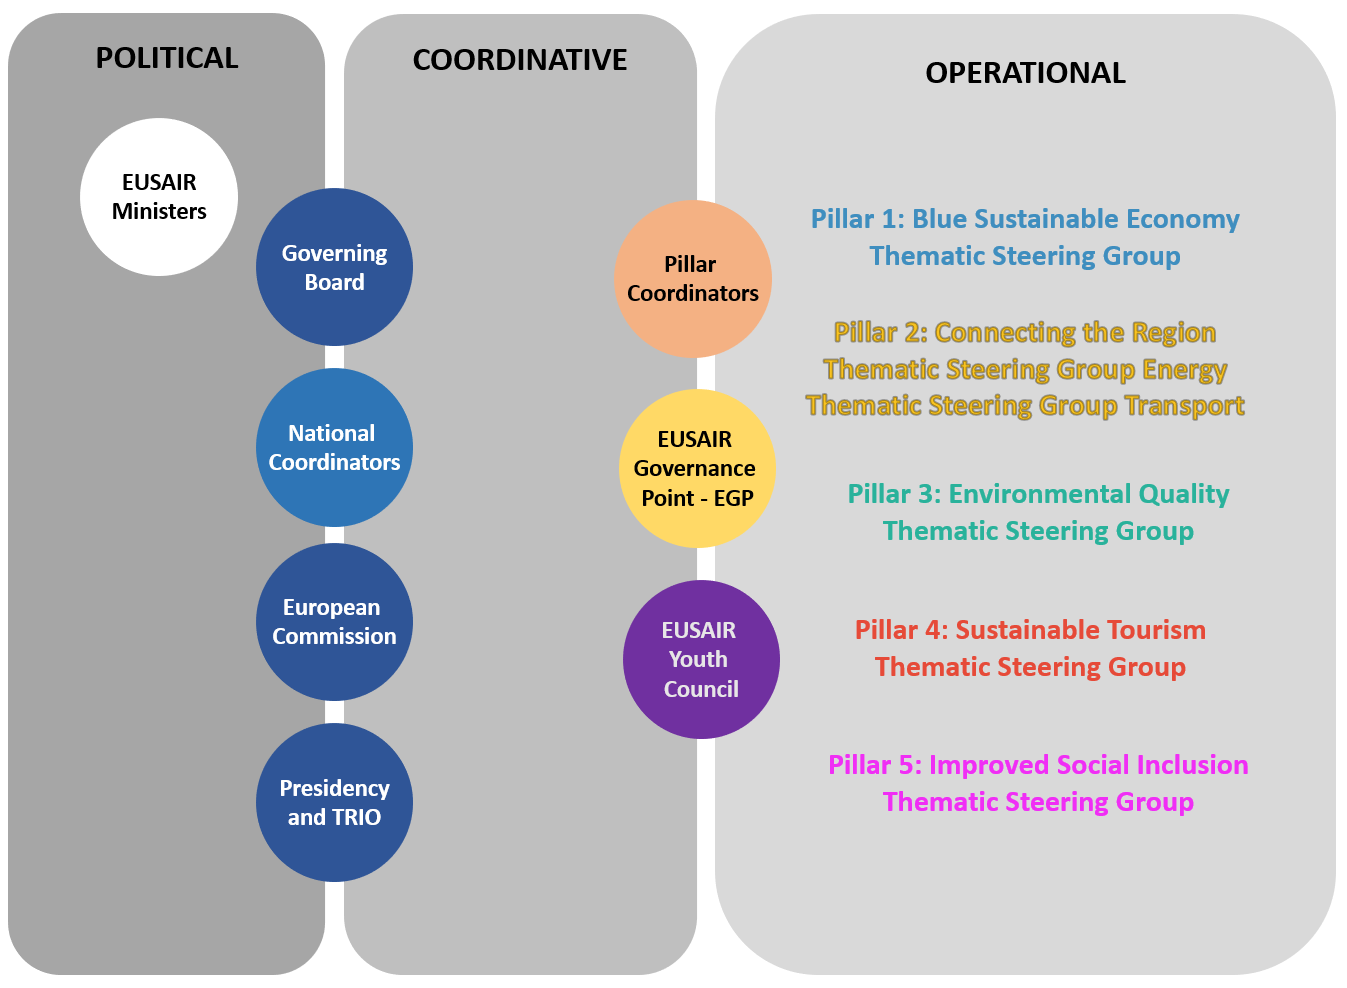 POLITICAL
EUSAIR
Ministers
COORDINATIVE
Governing
Board
National
Coordinators
European
Commission
Presidency
and TRIO
Pillar
Coordinators
EUSAIR
Governance
Point - EGP
EUSAIR
Youth
Council
OPERATIONAL
Pillar 1: Blue Sustainable Economy
Thematic Steering Group
Pillar 2: Connecting the Region
Thematic Steering Group Energy
Thematic Steering Group Transport
Pillar 3: Environmental Quality
Thematic Steering Group
Pillar 4: Sustainable Tourism
Thematic Steering Group
Pillar 5: Improved Social Inclusion
Thematic Steering Group